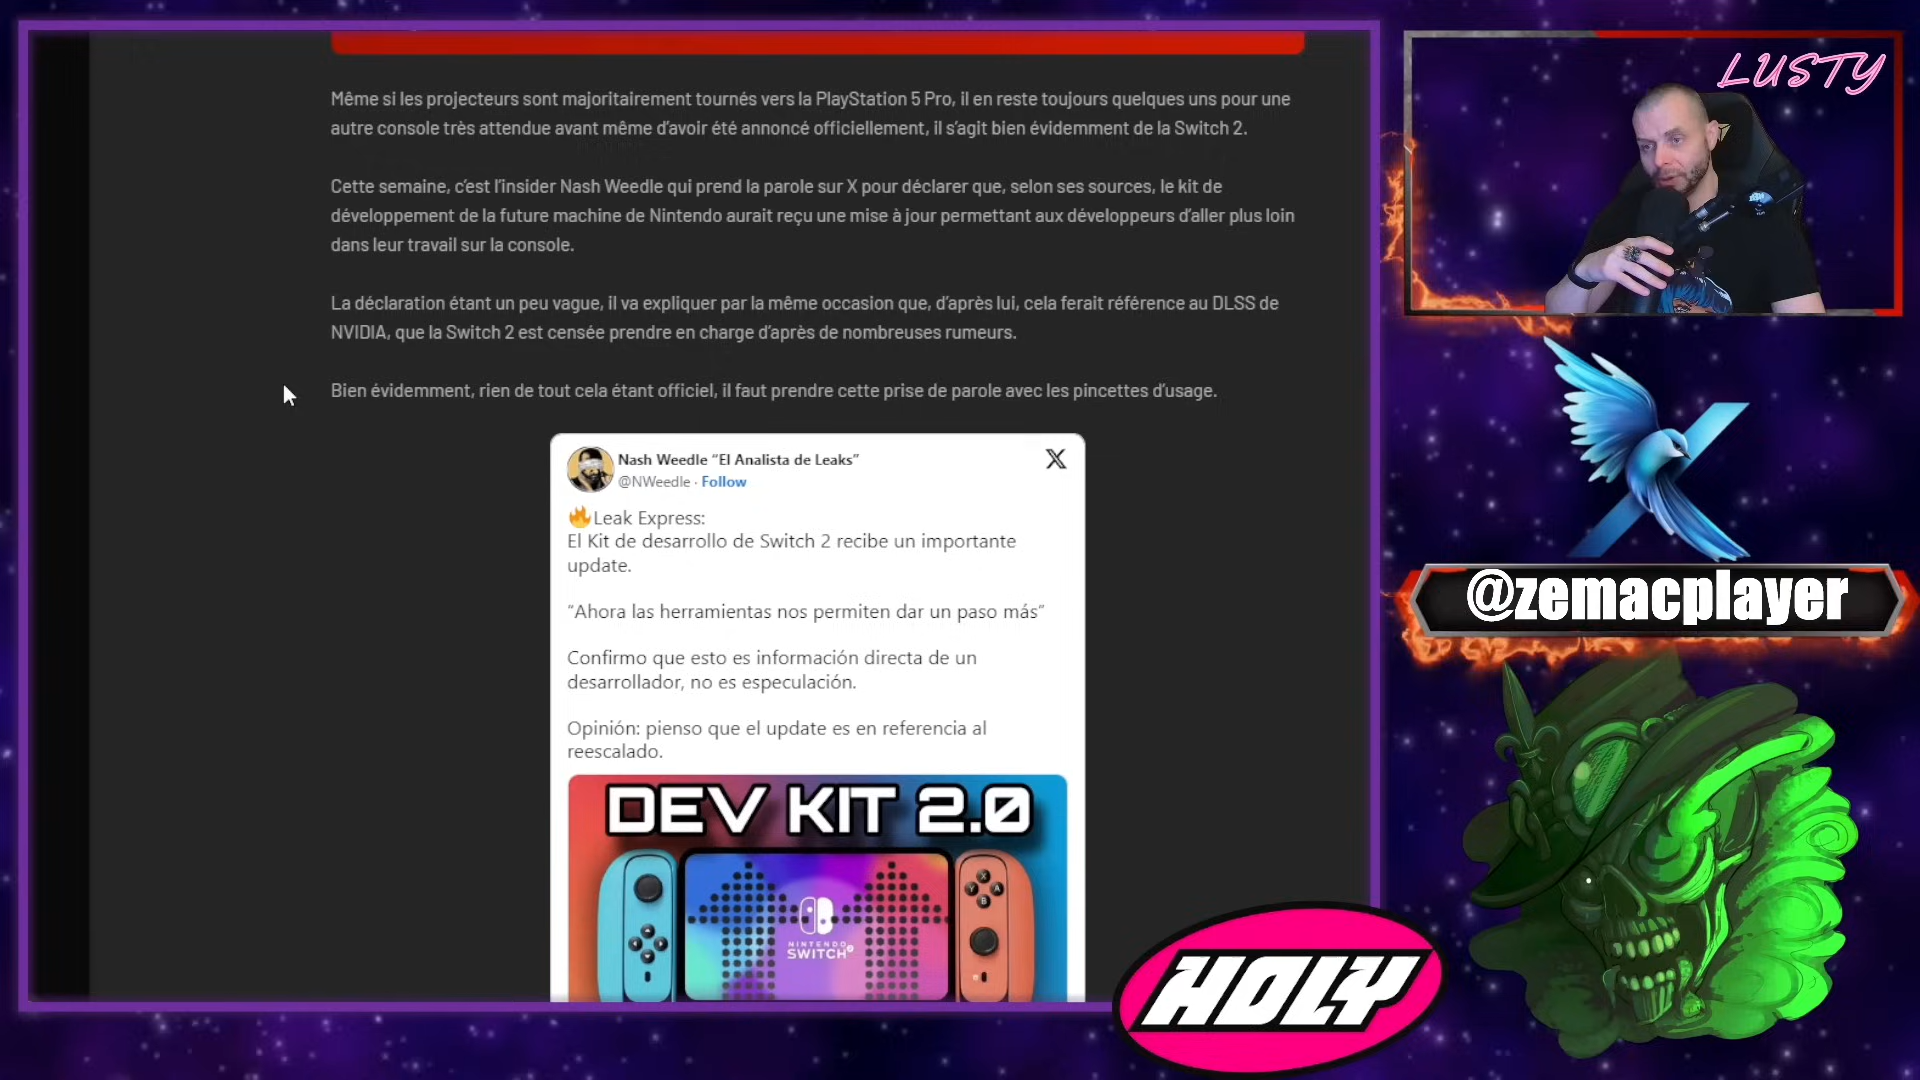 Même si les projecteurs sont majoritairement tournés vers la PlayStation 5 Pro, il en reste toujours quelques uns pour une
autre console très attendue avant même d'avoir été annoncé officiellement, il s'agit bien évidemment de la Switch 2.
Cette semaine, c'est l'insider Nash Weedle qui prend la parole sur X pour déclarer que, selon ses sources, le kit de
développement de la future machine de Nintendo aurait reçu une mise à jour permettant aux développeurs d'aller plus loin
dans leur travail sur la console.
La déclaration étant un peu vague, il va expliquer par la même occasion que, d'après lui, cela ferait référence au DLSS de
NVIDIA, que la Switch 2 est censée prendre en charge d'après de nombreuses rumeurs.
Bien évidemment, rien de tout cela étant officiel, il faut prendre cette prise de parole avec les pincettes d'usage.
Nash Weedle “El Analista de Leaks”
@NWeedle · Follow
🔥Leak Express:
El Kit de desarrollo de Switch 2 recibe un importante
update.
“Ahora las herramientas nos permiten dar un paso más”
Confirmo que esto es información directa de un
desarrollador, no es especulación.
Opinión: pienso que el update es en referencia al
reescalado.
DEV KIT 2.0
X
Y A
B
NINTENDO
SWITCH
LUSTY
@zemacplayer
HOLY